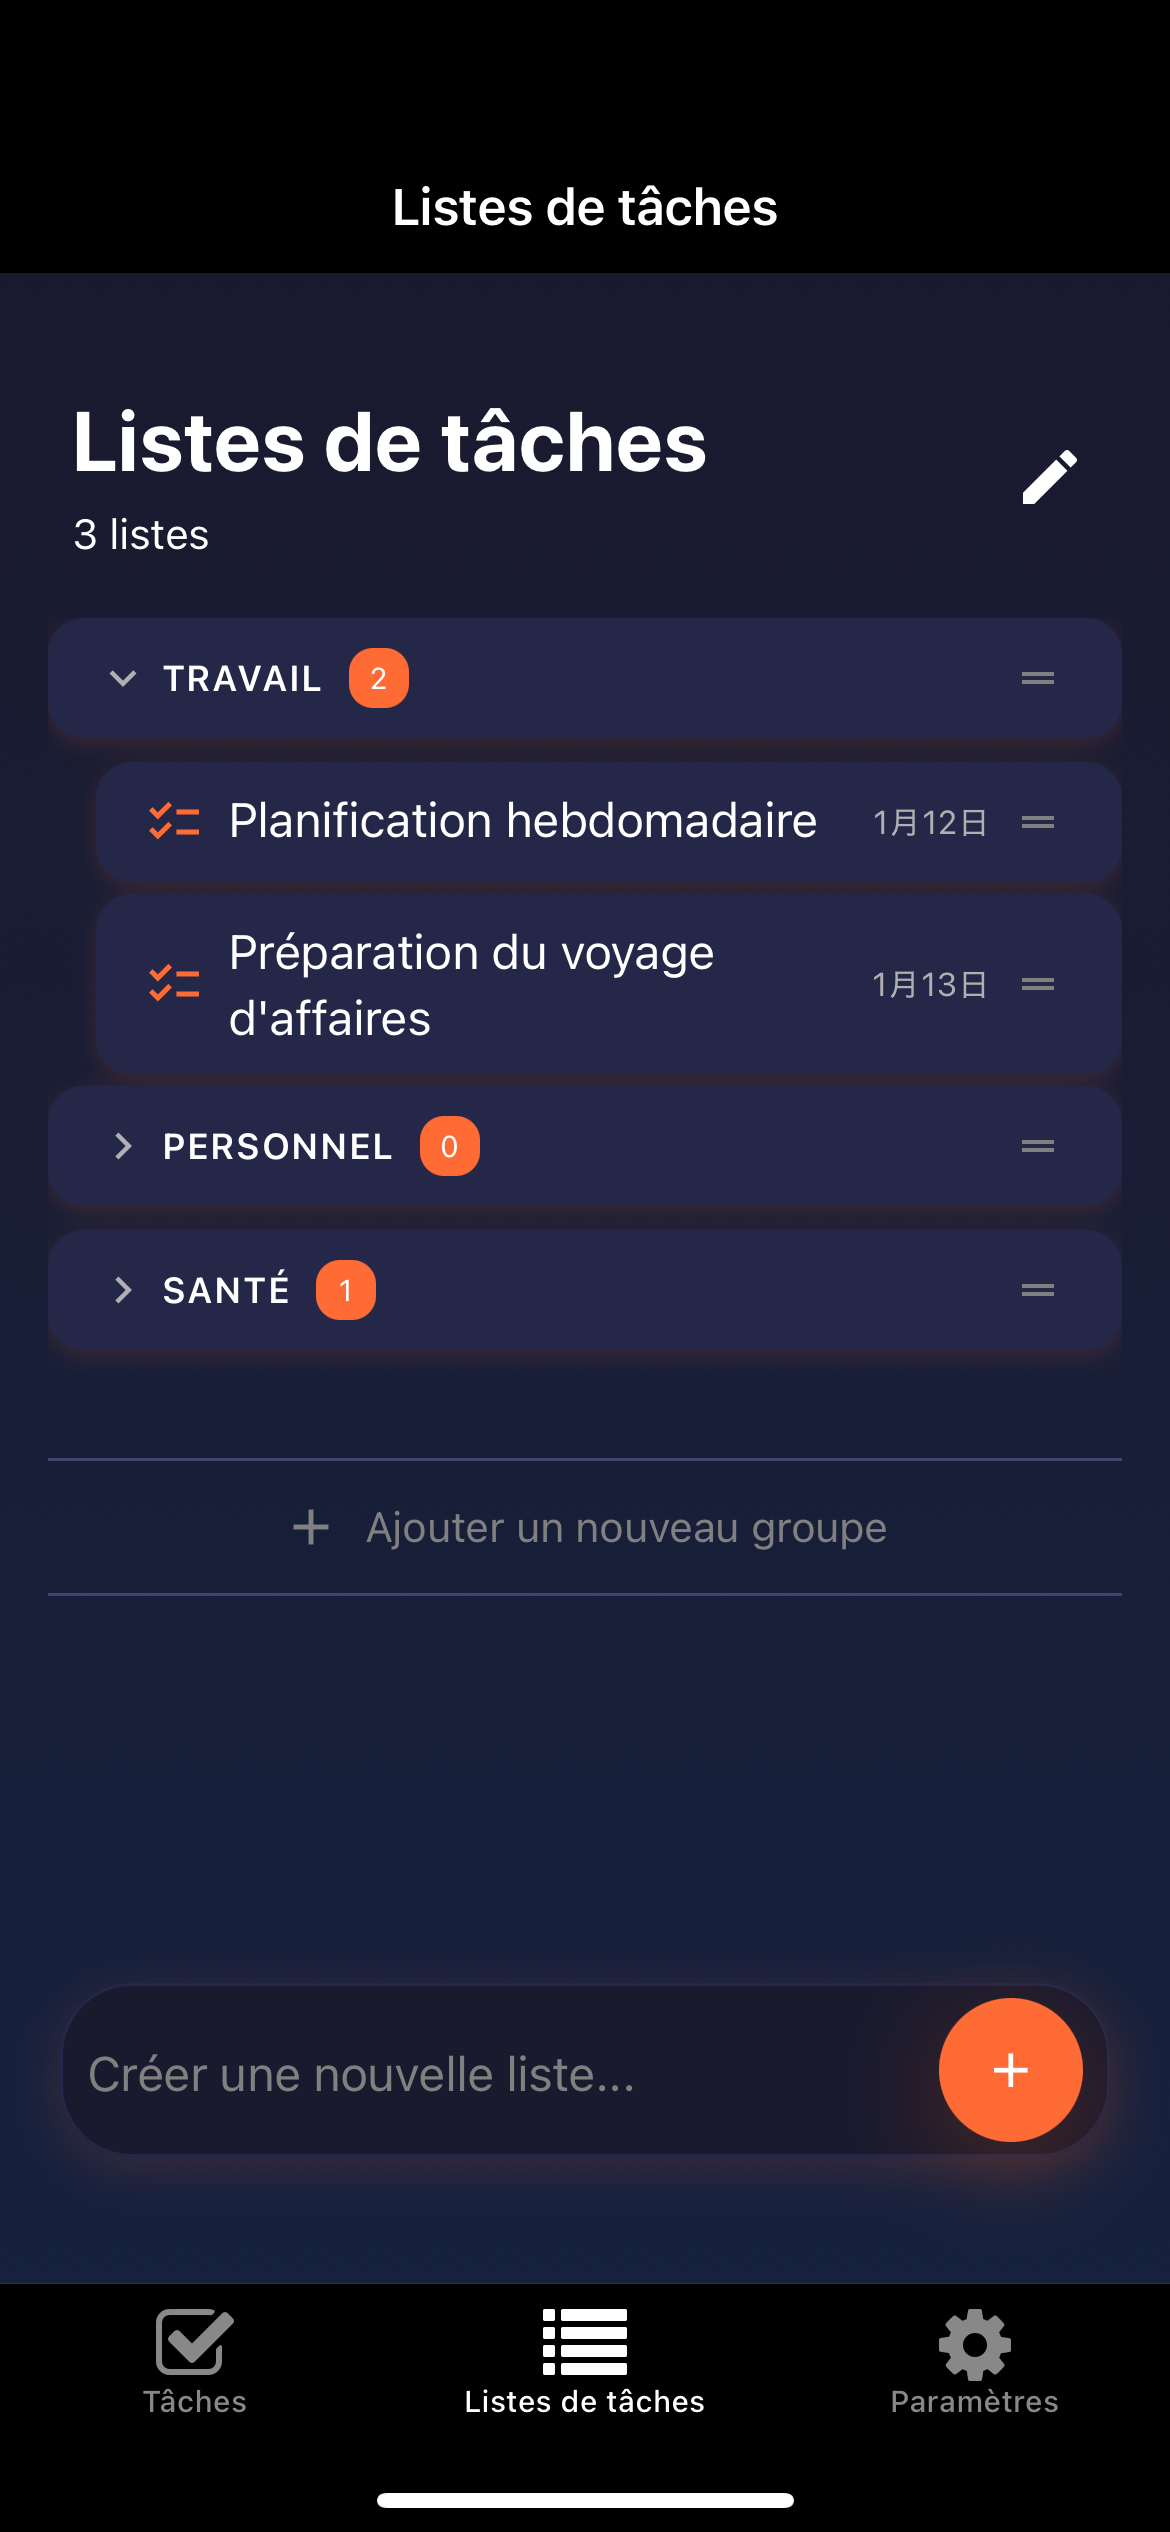 Listes de tâches
Listes de tâches
3 listes
TRAVAIL 2
Planification hebdomadaire 1月12日
Préparation du voyage
d'affaires 1月13日
PERSONNEL 0
SANTÉ 1
Ajouter un nouveau groupe
Créer une nouvelle liste...
Tâches Listes de tâches Paramètres